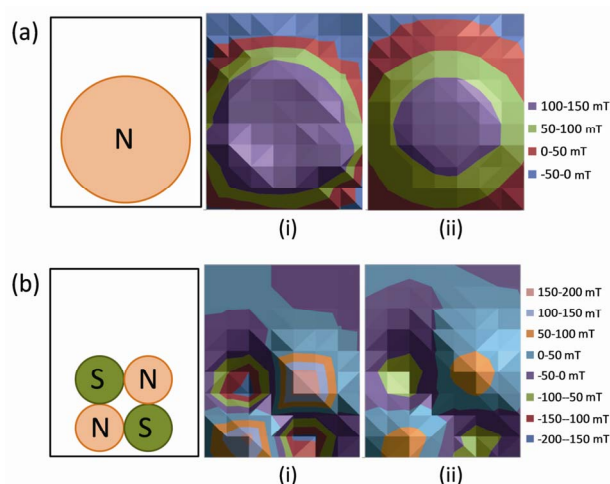 (a)
N
100-150 mT
50-100 mT
0-50 mT
-50-0 mT
(i)
(ii)
(b)
S
N
N
S
150-200 mT
100-150 mT
50-100 mT
0-50 mT
-50-0 mT
-100--50 mT
-150--100 mT
-200--150 mT
(i)
(ii)